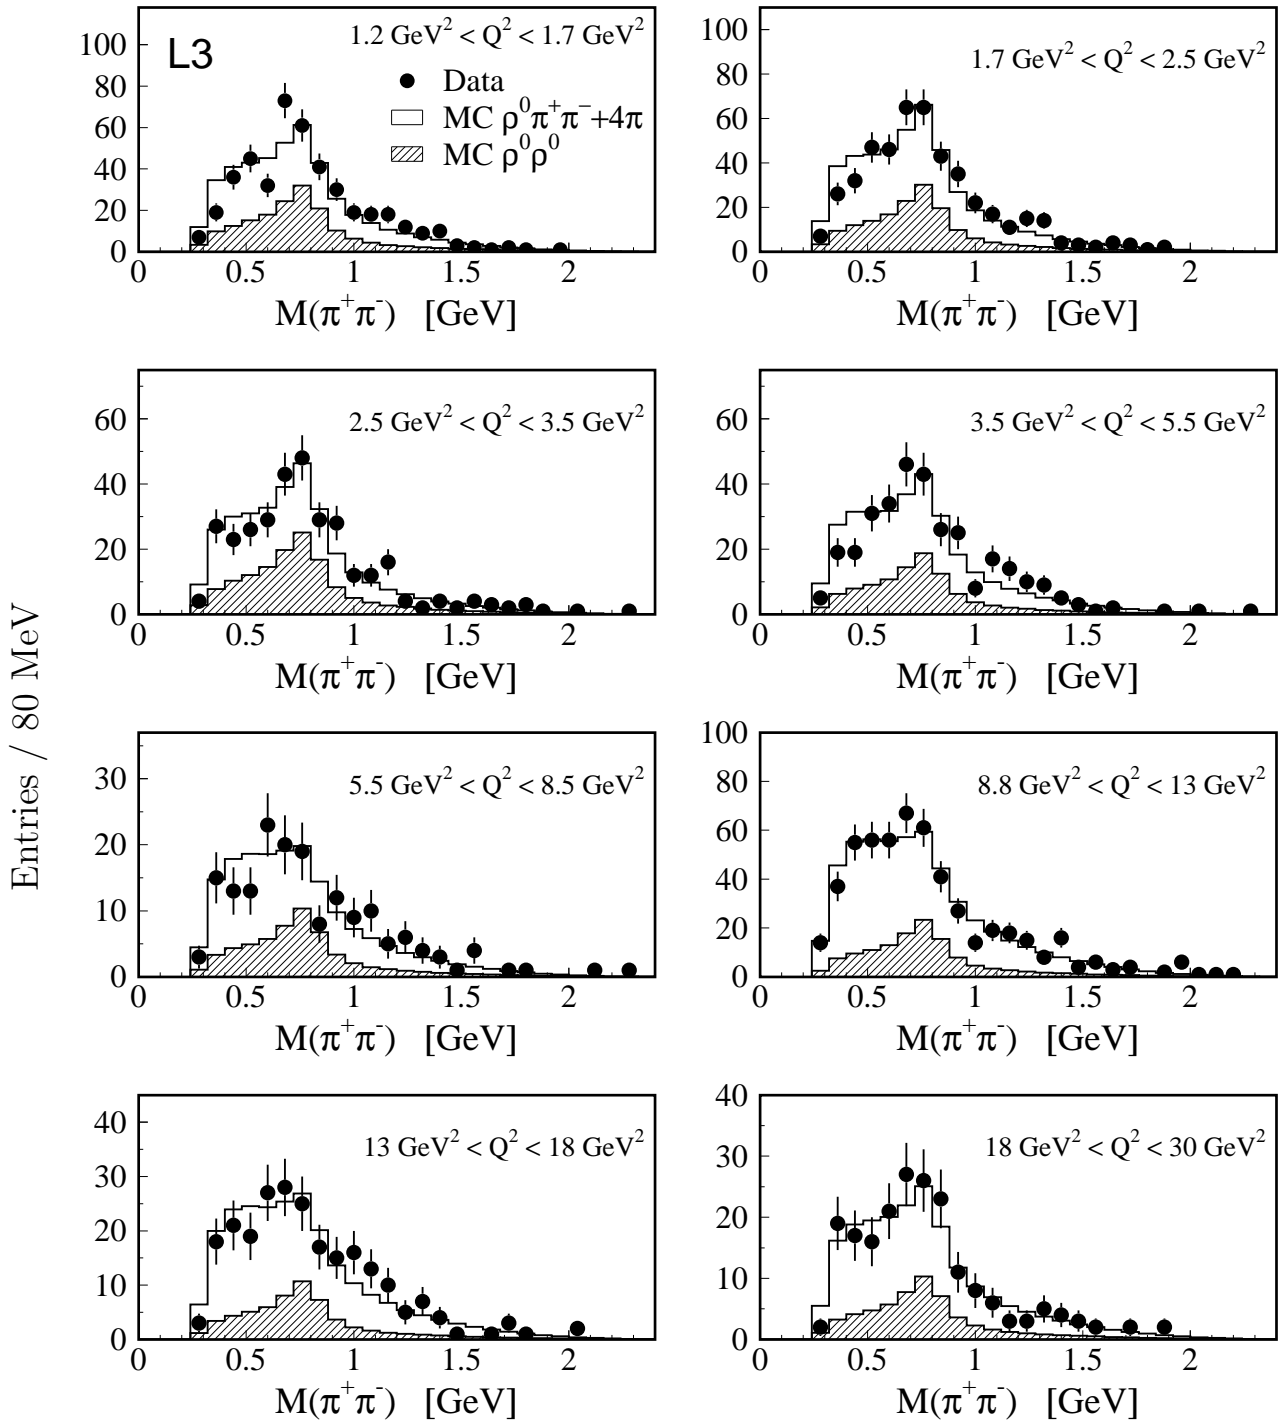 Entries / 80 MeV
L3
1.2 GeV² < Q² < 1.7 GeV²
Data
MC ρ⁰π⁺π⁻+4π
MC ρ⁰ρ⁰
100
80
60
40
20
0
0 0.5 1 1.5 2
M(π⁺π⁻) [GeV]
1.7 GeV² < Q² < 2.5 GeV²
100
80
60
40
20
0
0 0.5 1 1.5 2
M(π⁺π⁻) [GeV]
2.5 GeV² < Q² < 3.5 GeV²
60
40
20
0
0 0.5 1 1.5 2
M(π⁺π⁻) [GeV]
3.5 GeV² < Q² < 5.5 GeV²
60
40
20
0
0 0.5 1 1.5 2
M(π⁺π⁻) [GeV]
5.5 GeV² < Q² < 8.5 GeV²
30
20
10
0
0 0.5 1 1.5 2
M(π⁺π⁻) [GeV]
8.8 GeV² < Q² < 13 GeV²
100
80
60
40
20
0
0 0.5 1 1.5 2
M(π⁺π⁻) [GeV]
13 GeV² < Q² < 18 GeV²
40
30
20
10
0
0 0.5 1 1.5 2
M(π⁺π⁻) [GeV]
18 GeV² < Q² < 30 GeV²
40
30
20
10
0
0 0.5 1 1.5 2
M(π⁺π⁻) [GeV]